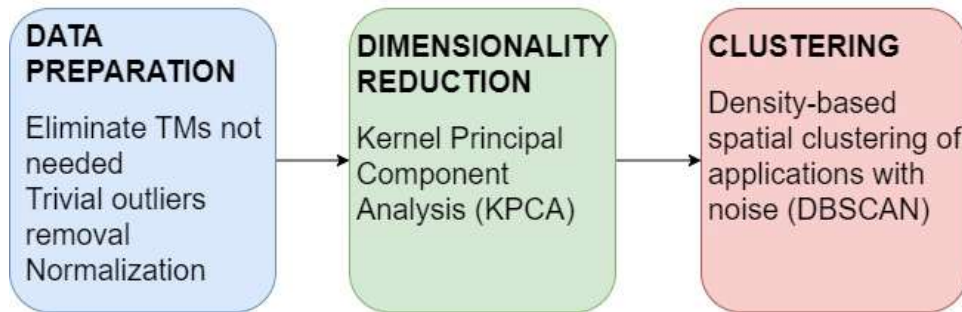 DATA
PREPARATION
Eliminate TMs not
needed
Trivial outliers
removal
Normalization
DIMENSIONALITY
REDUCTION
Kernel Principal
Component
Analysis (KPCA)
CLUSTERING
Density-based
spatial clustering of
applications with
noise (DBSCAN)